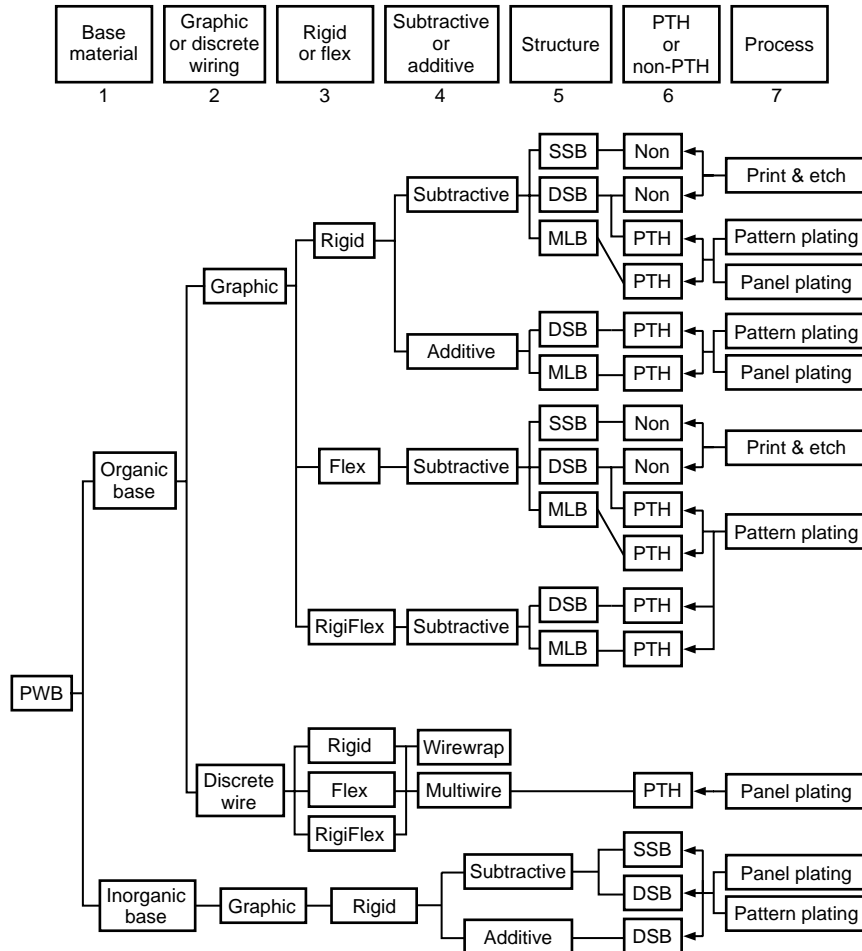 Base
material
Graphic
or discrete
wiring
Rigid
or flex
Subtractive
or
additive
Structure
PTH
or
non-PTH
Process
1
2
3
4
5
6
7
SSB
Non
Print & etch
Subtractive
DSB
Non
Rigid
MLB
PTH
Pattern plating
Graphic
PTH
Panel plating
DSB
PTH
Pattern plating
Additive
MLB
PTH
Panel plating
SSB
Non
Print & etch
Organic
base
Flex
Subtractive
DSB
Non
MLB
PTH
Pattern plating
PTH
DSB
PTH
RigiFlex
Subtractive
MLB
PTH
PWB
Rigid
Wirewrap
Discrete
wire
Flex
Multiwire
PTH
Panel plating
RigiFlex
SSB
Subtractive
Panel plating
Inorganic
base
Graphic
Rigid
DSB
Pattern plating
Additive
DSB